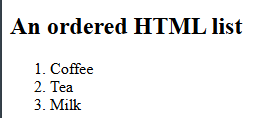 An ordered HTML list
1. Coffee
2. Tea
3. Milk